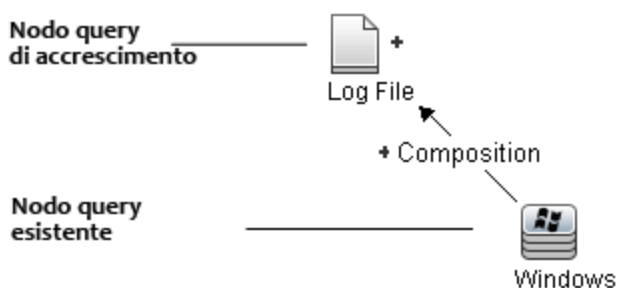 Nodo query
di accrescimento
Log File
Composition
Nodo query
esistente
Windows